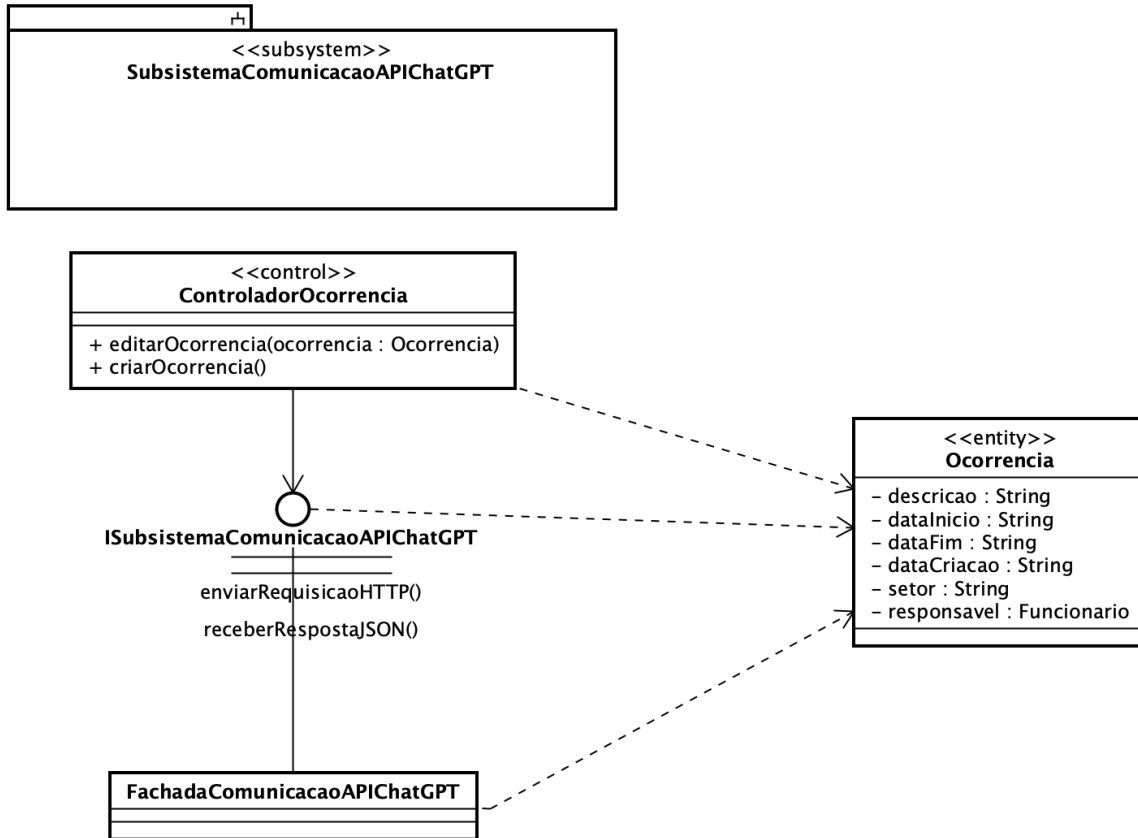 <<subsystem>>
SubsistemaComunicacaoAPIChatGPT
<<control>>
ControladorOcorrencia
+ editarOcorrencia(ocorrencia : Ocorrencia)
+ criarOcorrencia()
ISubsistemaComunicacaoAPIChatGPT
enviarRequisicaoHTTP()
receberRespostaJSON()
<<entity>>
Ocorrencia
– descricao : String
– dataInicio : String
– dataFim : String
– dataCriacao : String
– setor : String
– responsavel : Funcionario
FachadaComunicacaoAPIChatGPT